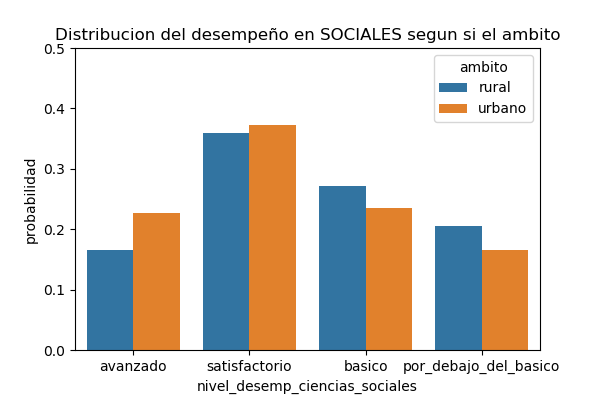 Distribucion del desempeño en SOCIALES segun si el ambito
ambito
rural
urbano
probabilidad
0.5
0.4
0.3
0.2
0.1
0.0
avanzado
satisfactorio
basico
por_debajo_del_basico
nivel_desemp_ciencias_sociales